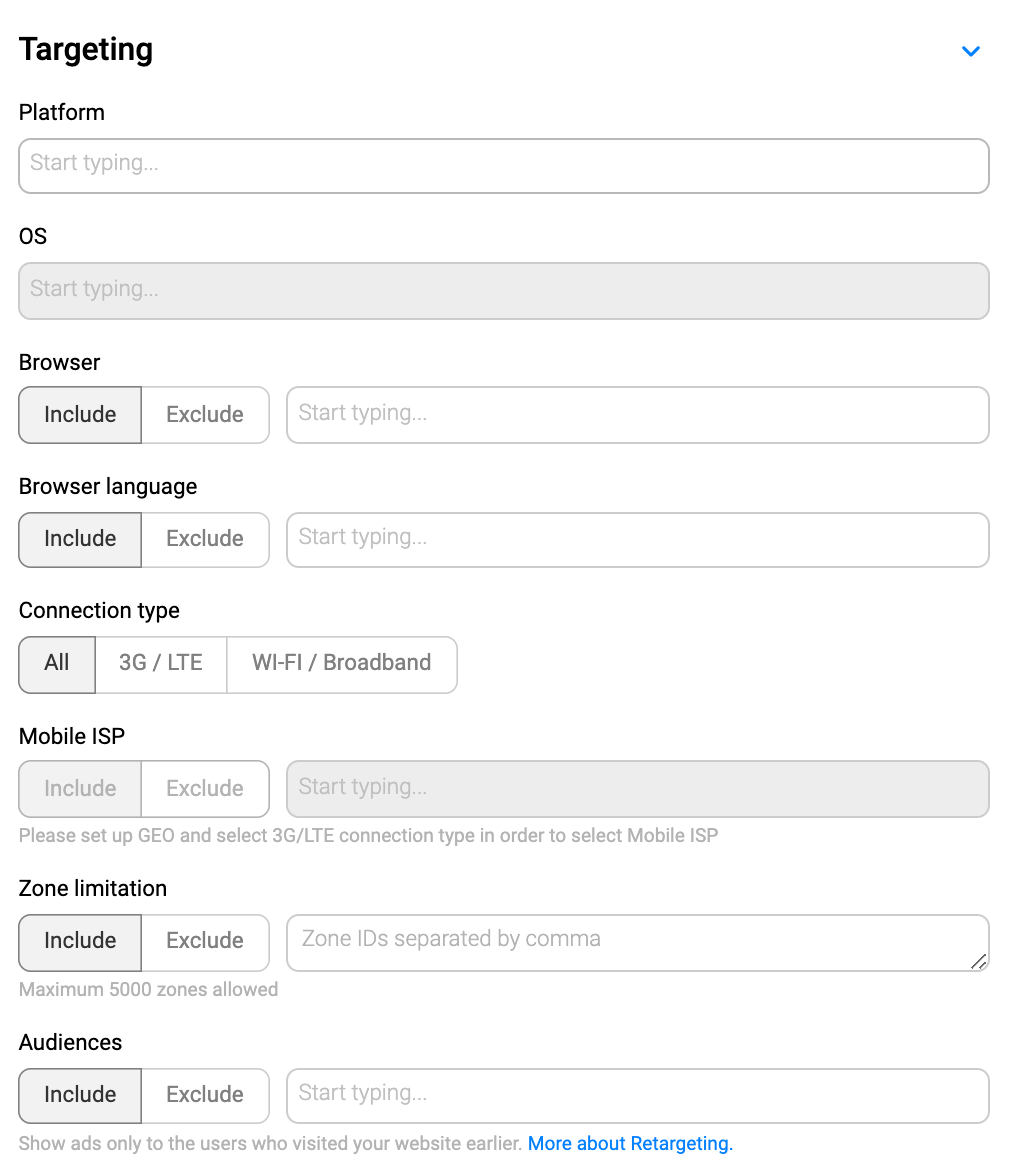 Targeting
Platform
Start typing...
OS
Start typing...
Browser
Include Exclude Start typing...
Browser language
Include Exclude Start typing...
Connection type
All 3G / LTE WI-FI / Broadband
Mobile ISP
Include Exclude Start typing...
Please set up GEO and select 3G/LTE connection type in order to select Mobile ISP
Zone limitation
Include Exclude Zone IDs separated by comma
Maximum 5000 zones allowed
Audiences
Include Exclude Start typing...
Show ads only to the users who visited your website earlier. More about Retargeting.